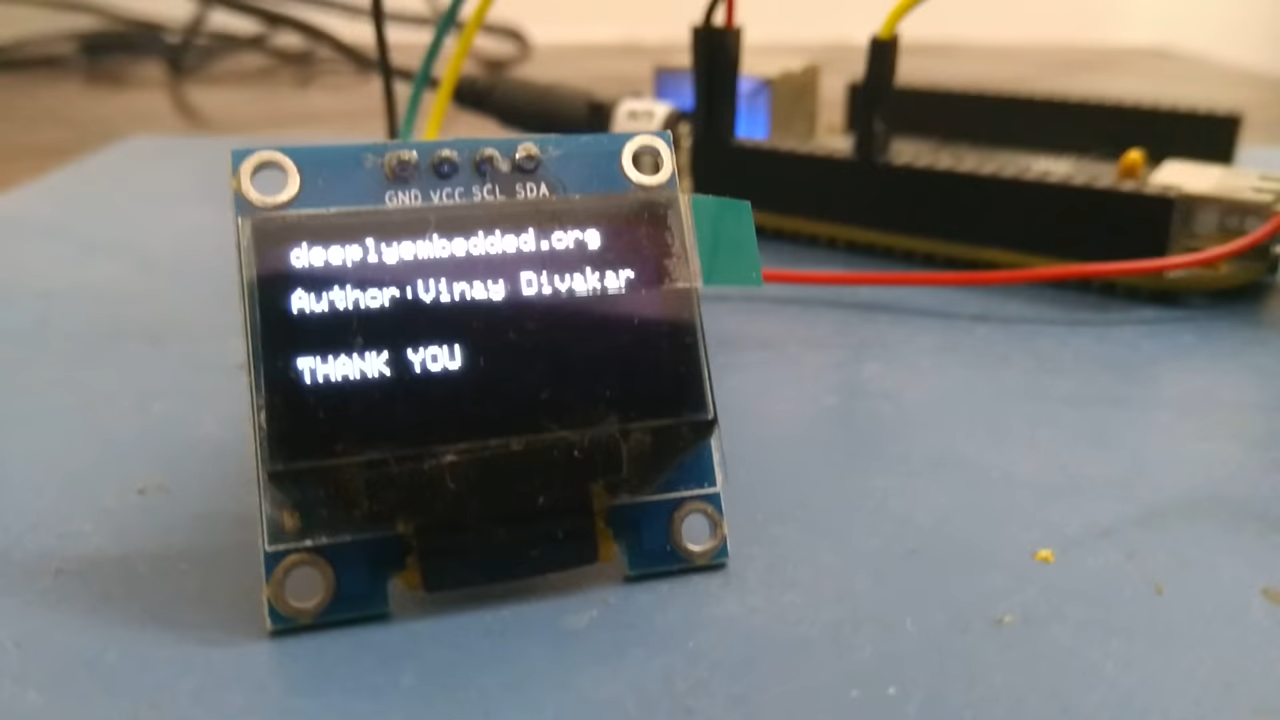 GND VCC SCL SDA
deeplyembedded.org
Author:Vinay Divakar
THANK YOU